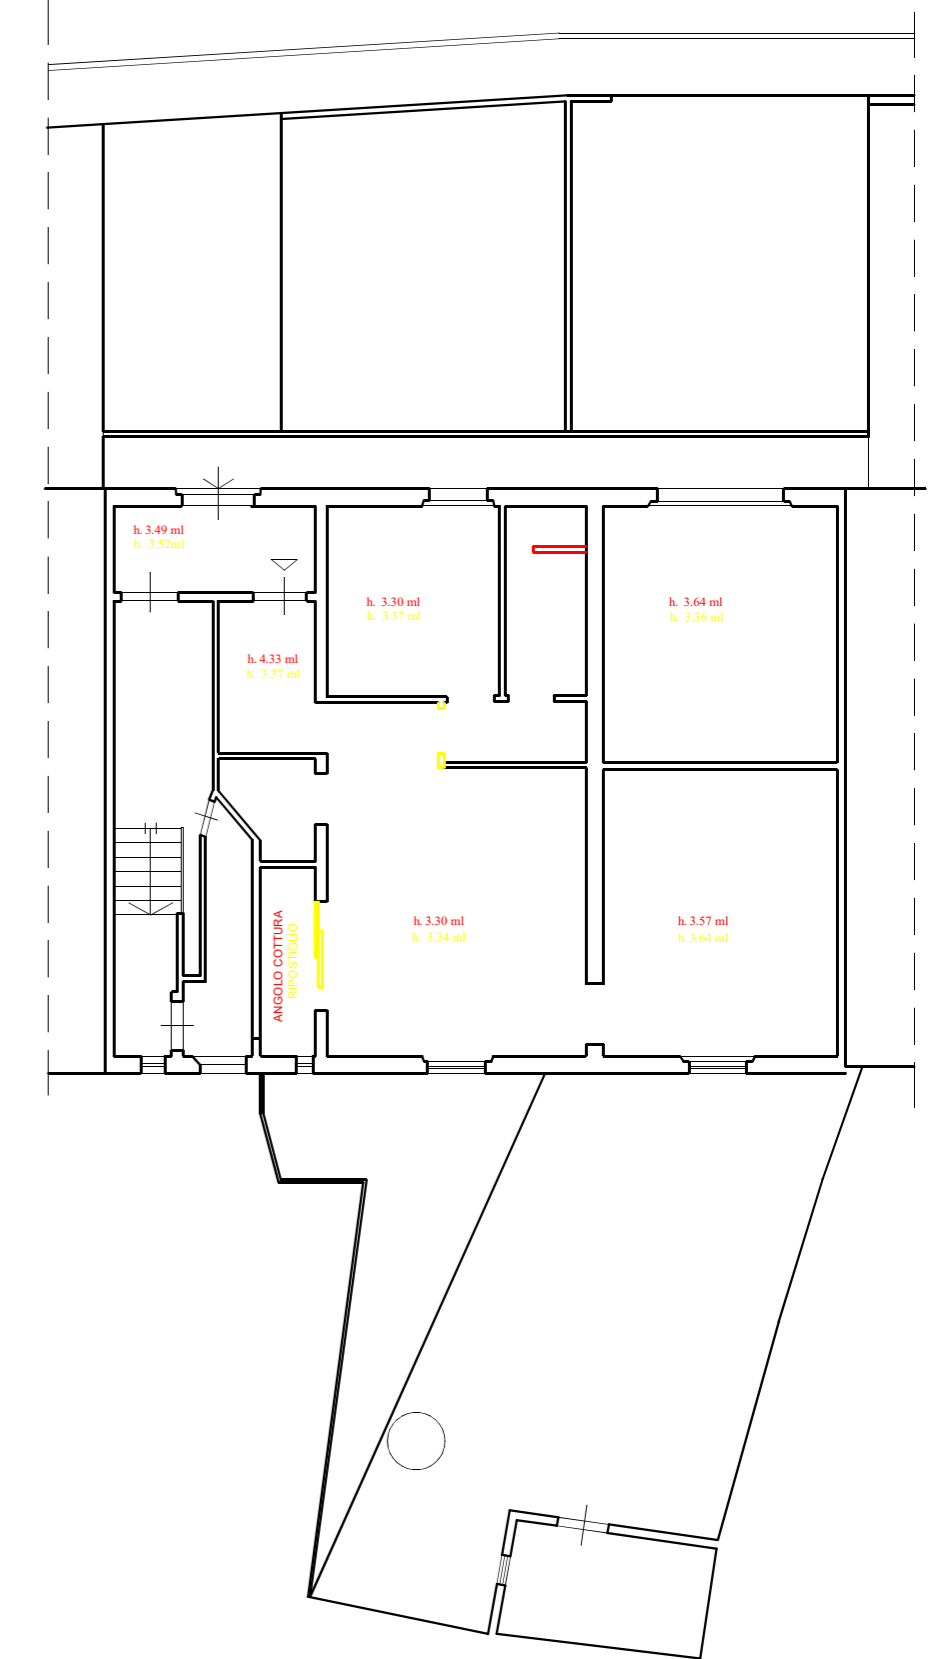 h. 3.49 ml
h. 3.52ml
h. 3.30 ml
h. 3.37 ml
h. 3.64 ml
h. 3.36 ml
h. 4.33 ml
h. 3.37 ml
ANGOLO COTTURA
RIPOSTIGLIO
h. 3.30 ml
h. 3.34 ml
h. 3.57 ml
h. 3.64 ml